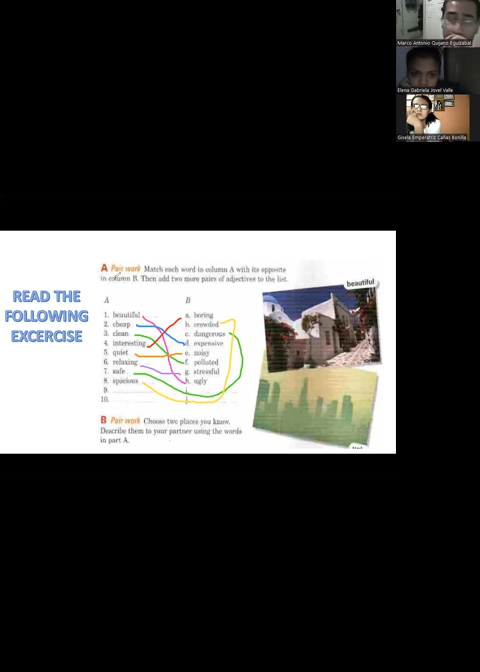 Marco Antonio Quijano Eguizabal
Elena Gabriela Jovel Valle
Gisela Emperatriz Cañas Bonilla
READ THE
FOLLOWING
EXCERCISE
A Pair work Match each word in column A with its opposite
in column B. Then add two more pairs of adjectives to the list.
A B
1. beautiful a. boring
2. cheap b. crowded
3. clean c. dangerous
4. interesting d. expensive
5. quiet e. noisy
6. relaxing f. polluted
7. safe g. stressful
8. spacious h. ugly
9. i.
10. j.
B Pair work Choose two places you know.
Describe them to your partner using the words
in part A.
beautiful